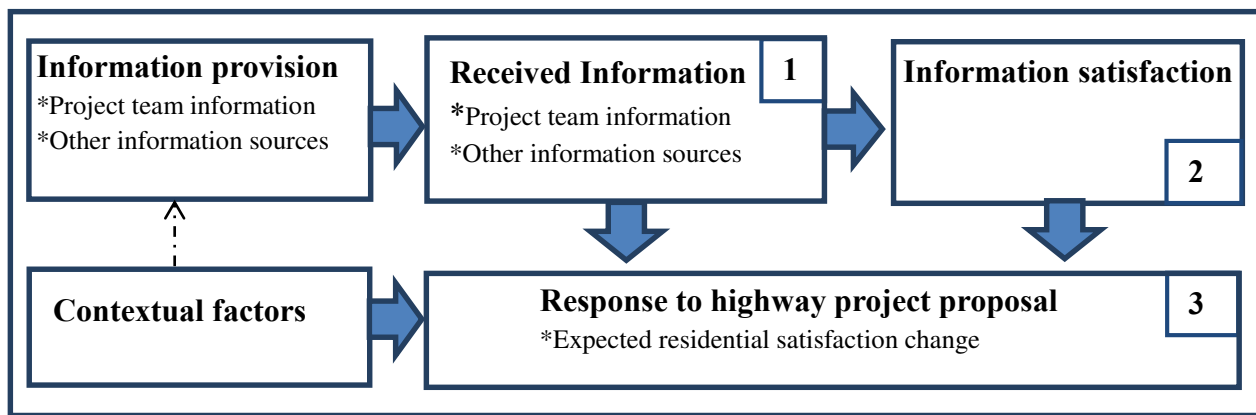 Information provision
*Project team information
*Other information sources
Received Information
1
*Project team information
*Other information sources
Information satisfaction
2
Contextual factors
Response to highway project proposal
3
*Expected residential satisfaction change